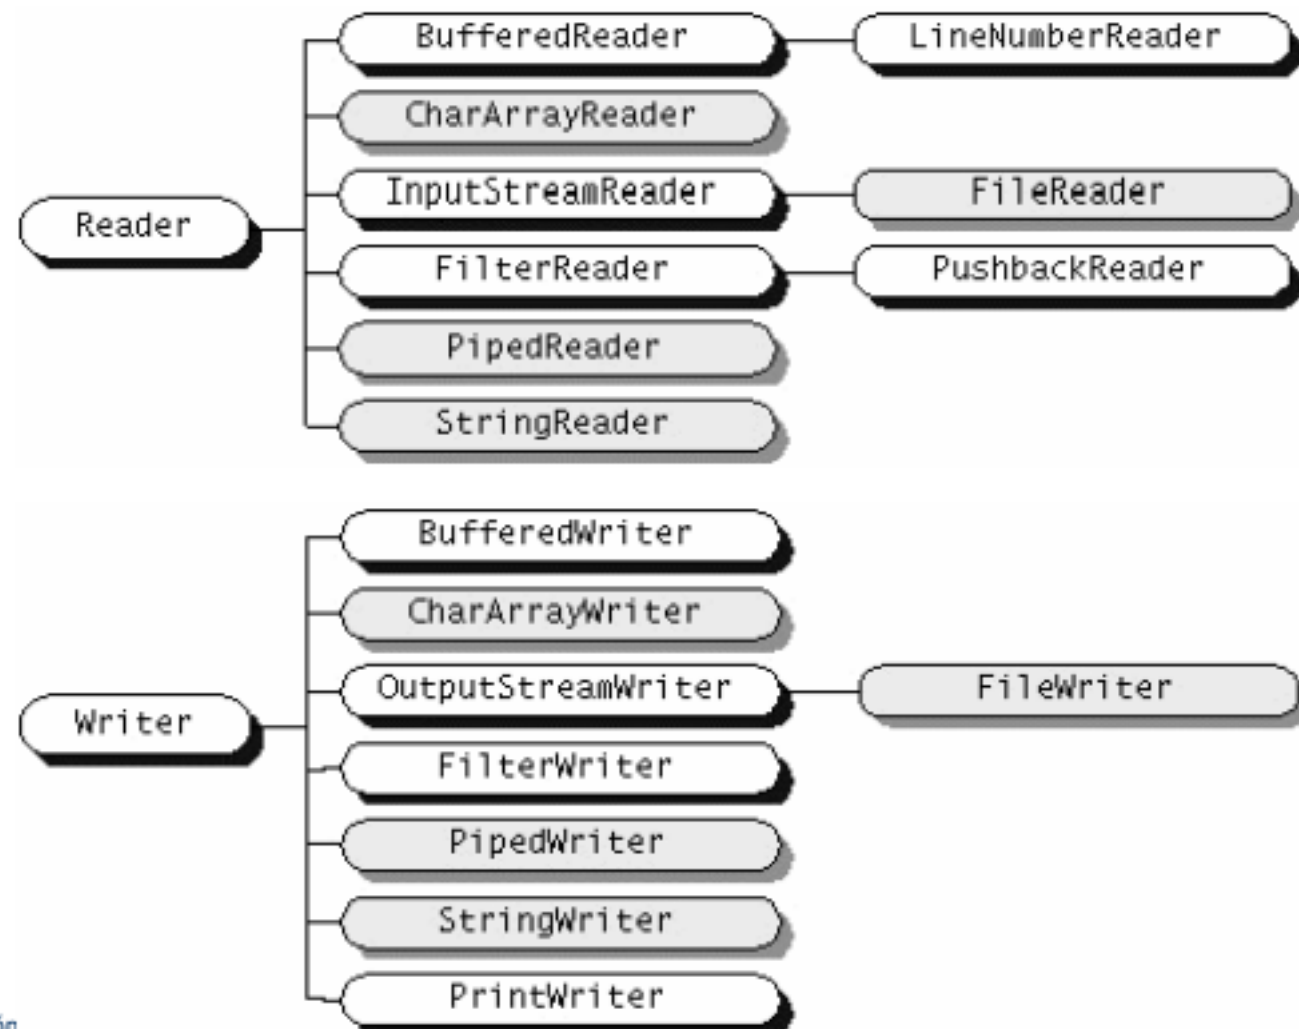 BufferedReader
LineNumberReader
CharArrayReader
InputStreamReader
FileReader
Reader
FilterReader
PushbackReader
PipedReader
StringReader
BufferedWriter
CharArrayWriter
OutputStreamWriter
FileWriter
Writer
FilterWriter
PipedWriter
StringWriter
PrintWriter